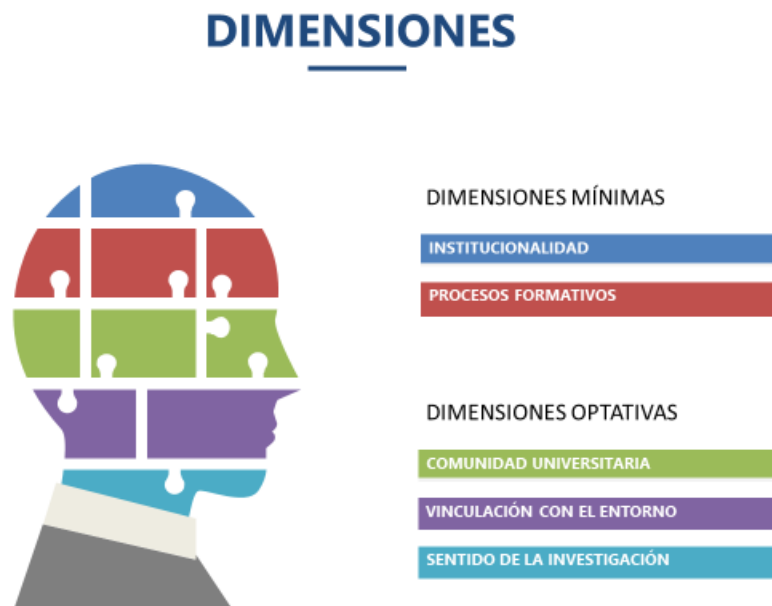 DIMENSIONES
DIMENSIONES MÍNIMAS
INSTITUCIONALIDAD
PROCESOS FORMATIVOS
DIMENSIONES OPTATIVAS
COMUNIDAD UNIVERSITARIA
VINCULACIÓN CON EL ENTORNO
SENTIDO DE LA INVESTIGACIÓN